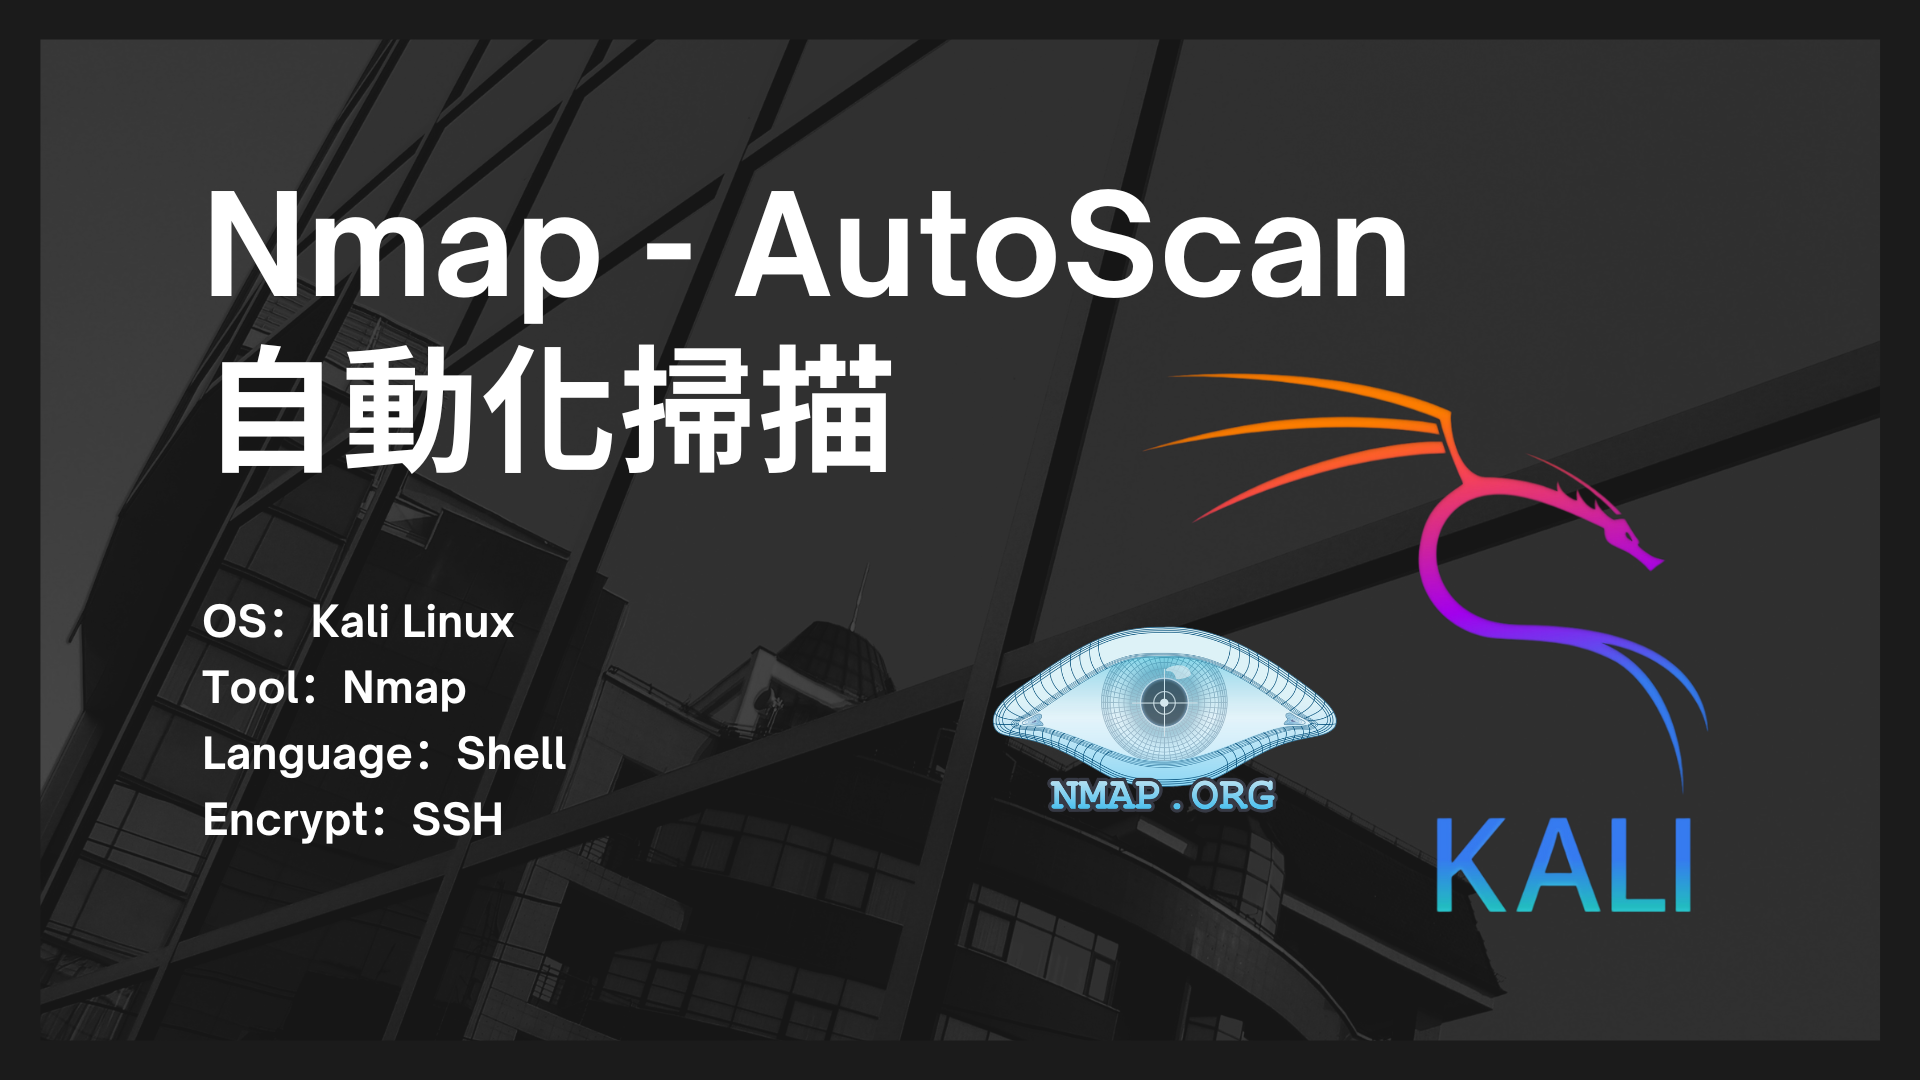 Nmap - AutoScan
自動化掃描
OS：Kali Linux
Tool：Nmap
Language：Shell
Encrypt：SSH
NMAP.ORG
KALI